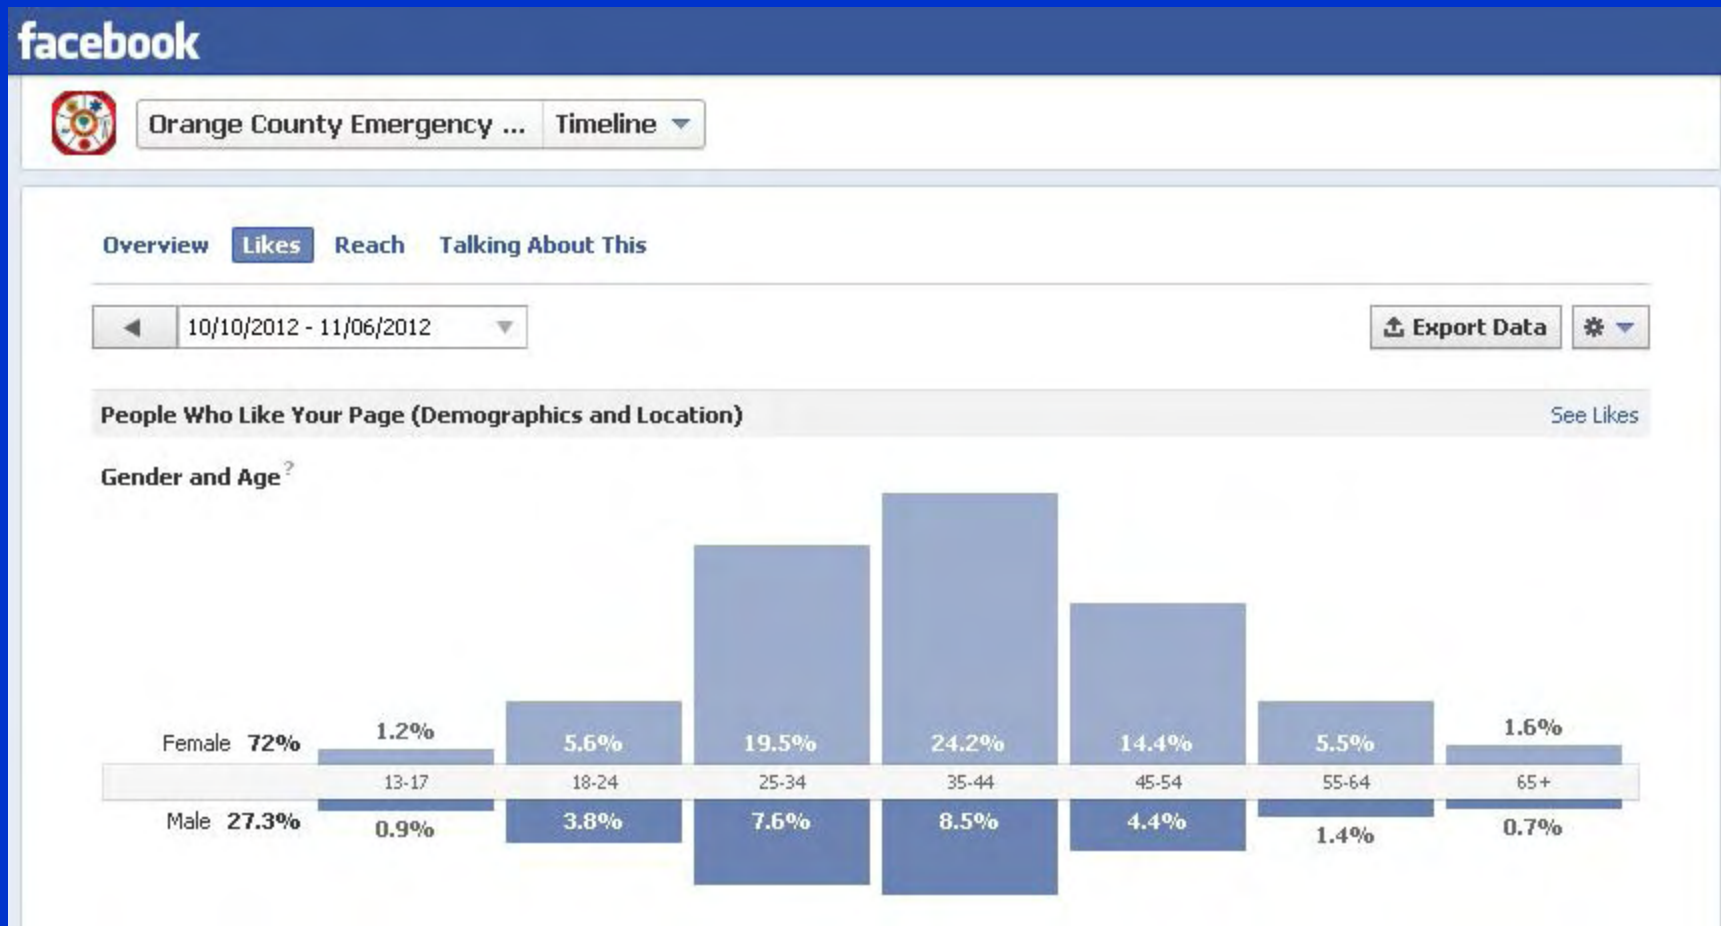 facebook
Orange County Emergency ... Timeline
Overview Likes Reach Talking About This
10/10/2012 - 11/06/2012 Export Data
People Who Like Your Page (Demographics and Location) See Likes
Gender and Age?
Female 72% 1.2% 5.6% 19.5% 24.2% 14.4% 5.5% 1.6%
13-17 18-24 25-34 35-44 45-54 55-64 65+
Male 27.3% 0.9% 3.8% 7.6% 8.5% 4.4% 1.4% 0.7%